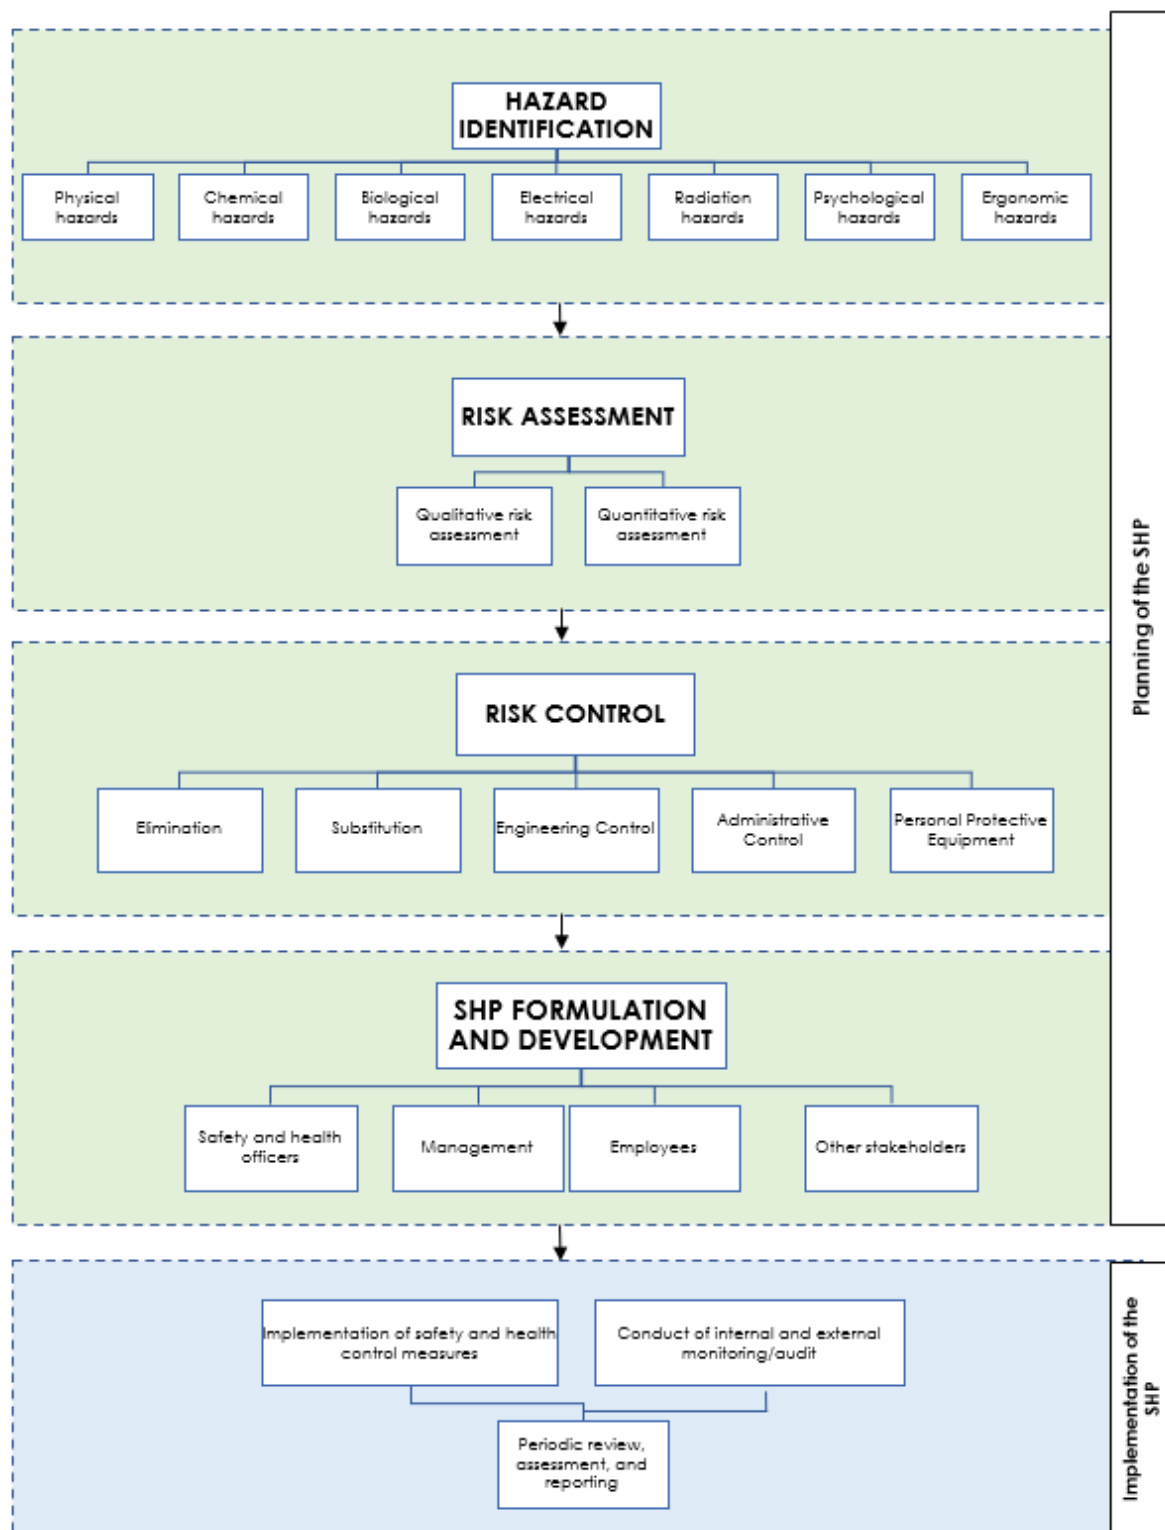 HAZARD
IDENTIFICATION
Physical
hazards
Chemical
hazards
Biological
hazards
Electrical
hazards
Radiation
hazards
Psychological
hazards
Ergonomic
hazards
RISK ASSESSMENT
Qualitative risk
assessment
Quantitative risk
assessment
RISK CONTROL
Elimination
Substitution
Engineering Control
Administrative
Control
Personal Protective
Equipment
SHP FORMULATION
AND DEVELOPMENT
Safety and health
officers
Management
Employees
Other stakeholders
Planning of the SHP
Implementation of safety and health
control measures
Conduct of internal and external
monitoring/audit
Periodic review,
assessment, and
reporting
Implementation of the
SHP